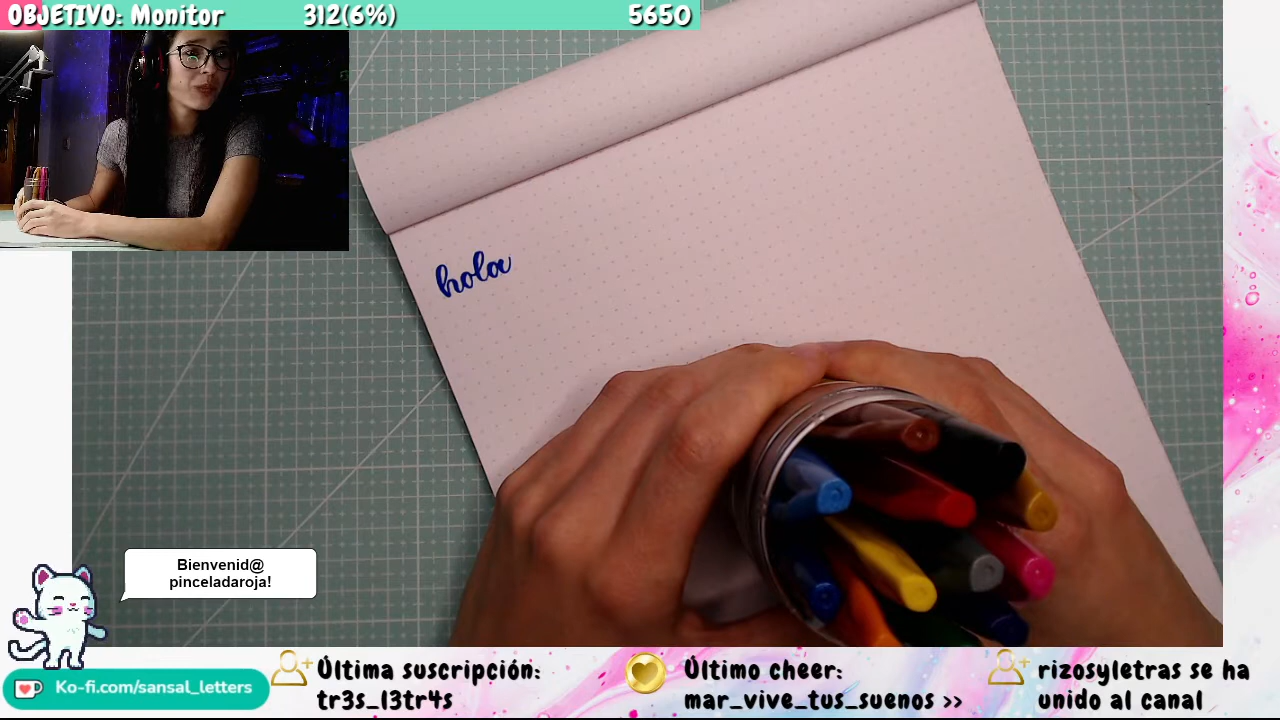 OBJETIVO: Monitor 312(6%) 5650
hola
Bienvenid@
pinceladaroja!
Ko-fi.com/sansal_letters
Última suscripción:
tr3s_l3tr4s
Último cheer:
mar_vive_tus_suenos >>
rizosyletras se ha
unido al canal